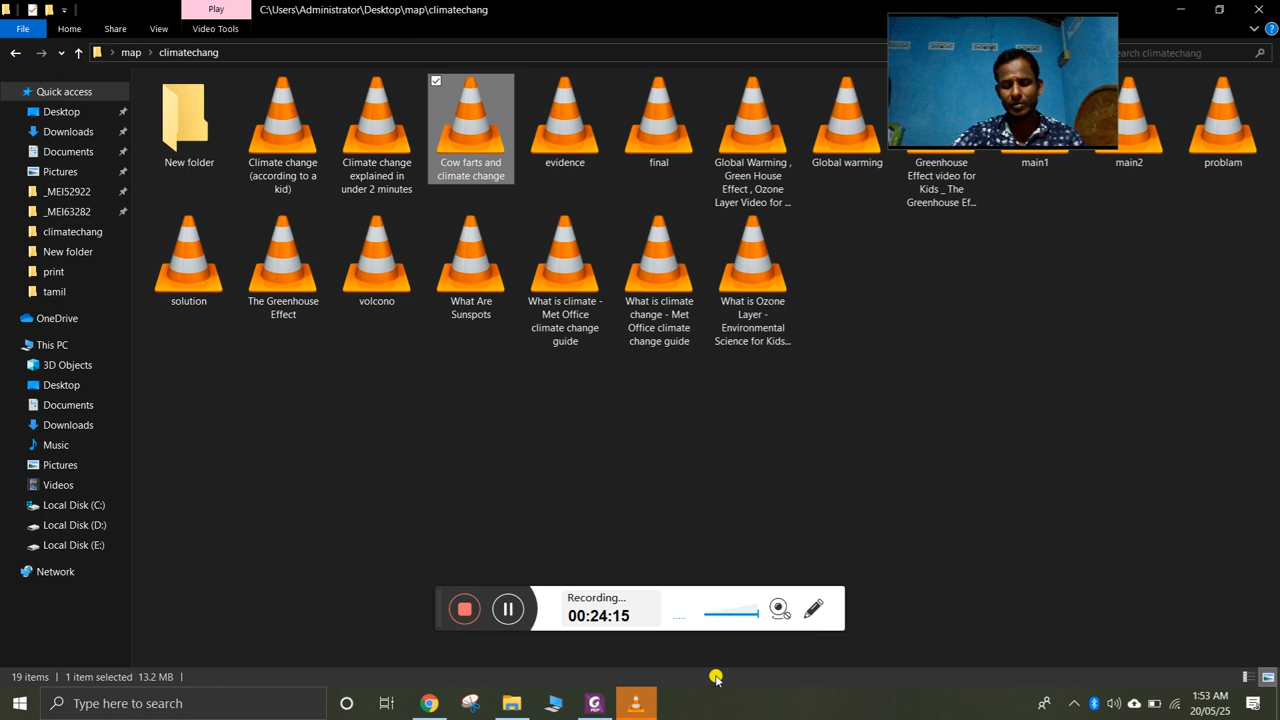 Play
C:\Users\Administrator\Desktop\map\climatechang
File
Home
Share
View
Video Tools
map
climatechang
search climatechang
Quick access
Desktop
Downloads
Documents
Pictures
_MEI52922
_MEI63282
climatechang
New folder
print
tamil
OneDrive
This PC
3D Objects
Desktop
Documents
Downloads
Music
Pictures
Videos
Local Disk (C:)
Local Disk (D:)
Local Disk (E:)
Network
New folder
Climate change
(according to a
kid)
Climate change
explained in
under 2 minutes
Cow farts and
climate change
evidence
final
Global Warming ,
Green House
Effect , Ozone
Layer Video for ...
Global warming
Greenhouse
Effect video for
Kids _ The
Greenhouse Ef...
main1
main2
problam
solution
The Greenhouse
Effect
volcono
What Are
Sunspots
What is climate -
Met Office
climate change
guide
What is climate
change - Met
Office climate
change guide
What is Ozone
Layer -
Environmental
Science for Kids...
Recording...
00:24:15
19 items
1 item selected 13.2 MB
Type here to search
1:53 AM
20/05/25